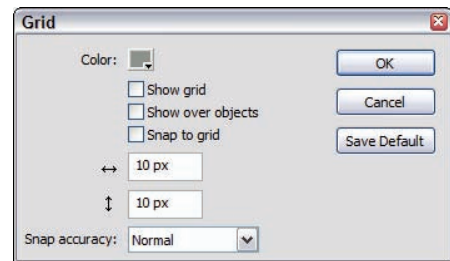 Grid
Color:
OK
Show grid
Show over objects
Cancel
Snap to grid
Save Default
10 px
10 px
Snap accuracy: Normal